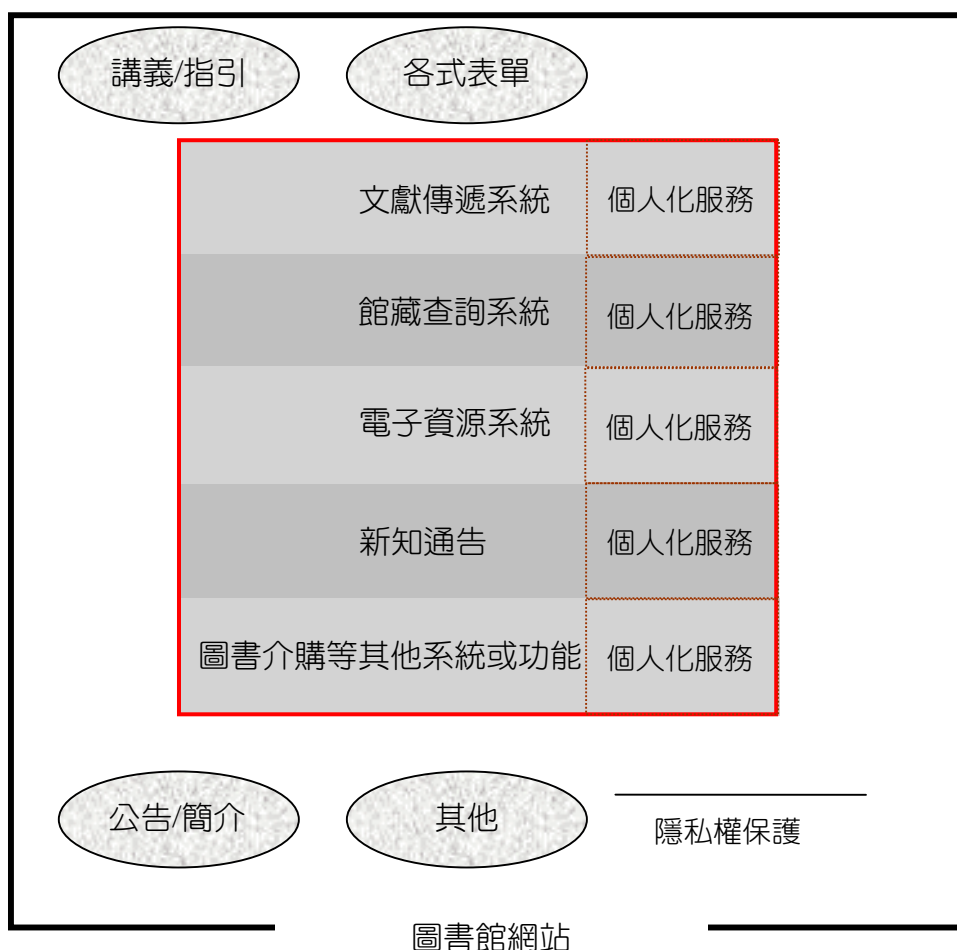 講義/指引
各式表單
文獻傳遞系統
個人化服務
館藏查詢系統
個人化服務
電子資源系統
個人化服務
新知通告
個人化服務
圖書介購等其他系統或功能
個人化服務
公告/簡介
其他
隱私權保護
圖書館網站